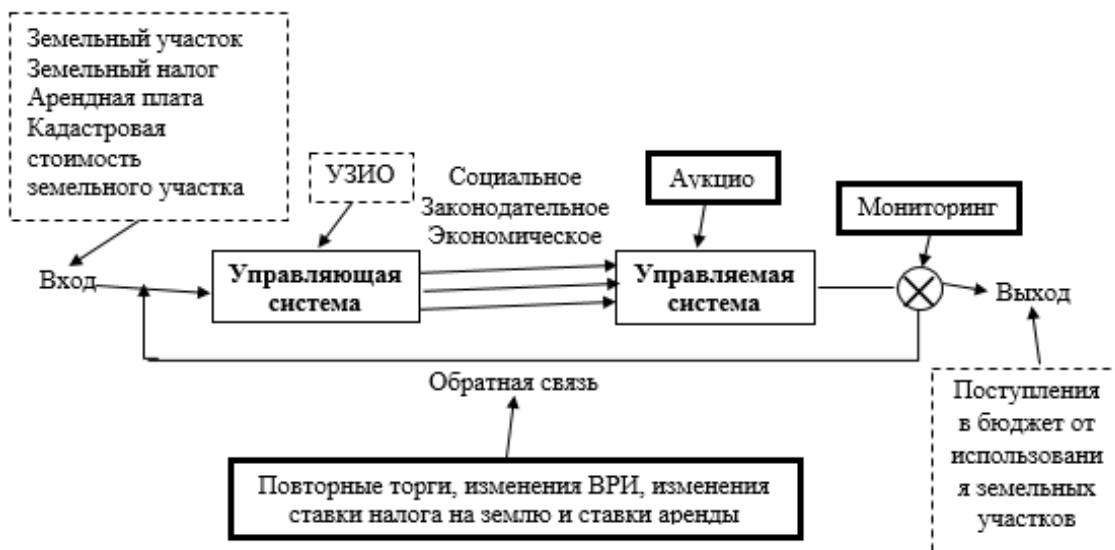 Земельный участок
Земельный налог
Арендная плата
Кадастровая
стоимость
земельного участка
УЗИО
Социальное
Законодательное
Экономическое
Аукцио
Мониторинг
Вход
Управляющая
система
Управляемая
система
Выход
Обратная связь
Поступления
в бюджет от
использовани
я земельных
участков
Повторные торги, изменения ВРИ, изменения
ставки налога на землю и ставки аренды